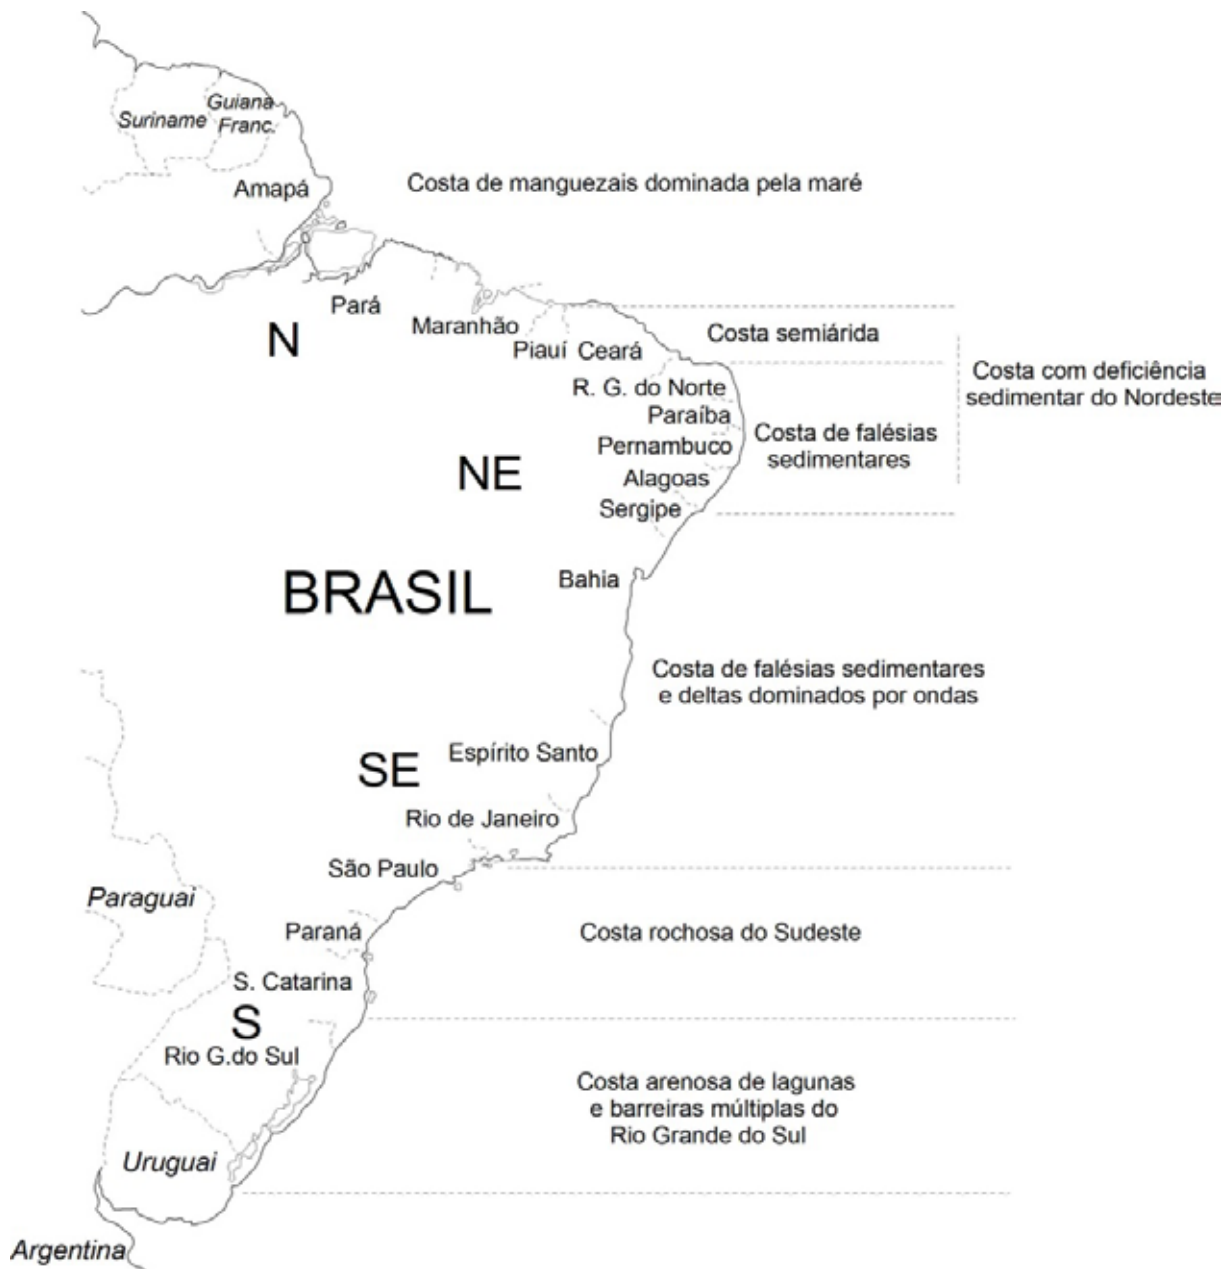 Guiana
Suriname
Franc.
Amapá
Costa de manguezais dominada pela maré
Pará
N
Maranhão
Piauí
Ceará
Costa semiárida
Costa com deficiência
sedimentar do Nordeste
R. G. do Norte
Paraíba
Pernambuco
Costa de falésias
sedimentares
NE
Alagoas
Sergipe
BRASIL
Bahia
Costa de falésias sedimentares
e deltas dominados por ondas
Espírito Santo
SE
Rio de Janeiro
São Paulo
Paraguai
Paraná
Costa rochosa do Sudeste
S. Catarina
S
Rio G.do Sul
Costa arenosa de lagunas
e barreiras múltiplas do
Rio Grande do Sul
Uruguai
Argentina